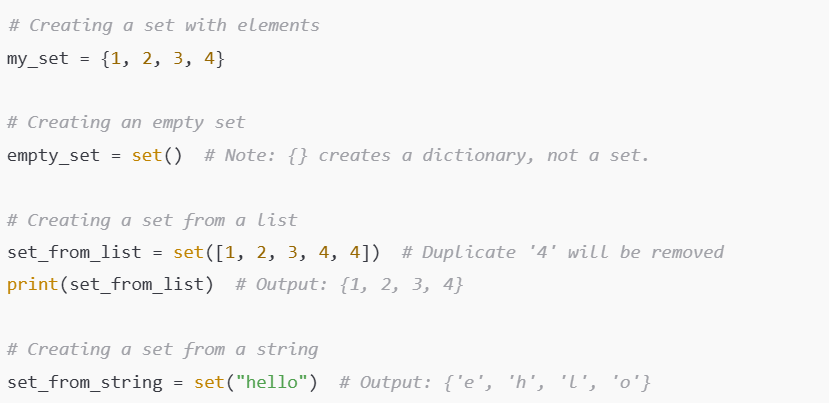 # Creating a set with elements
my_set = {1, 2, 3, 4}
# Creating an empty set
empty_set = set()  # Note: {} creates a dictionary, not a set.
# Creating a set from a list
set_from_list = set([1, 2, 3, 4, 4])  # Duplicate '4' will be removed
print(set_from_list)  # Output: {1, 2, 3, 4}
# Creating a set from a string
set_from_string = set("hello")  # Output: {'e', 'h', 'l', 'o'}